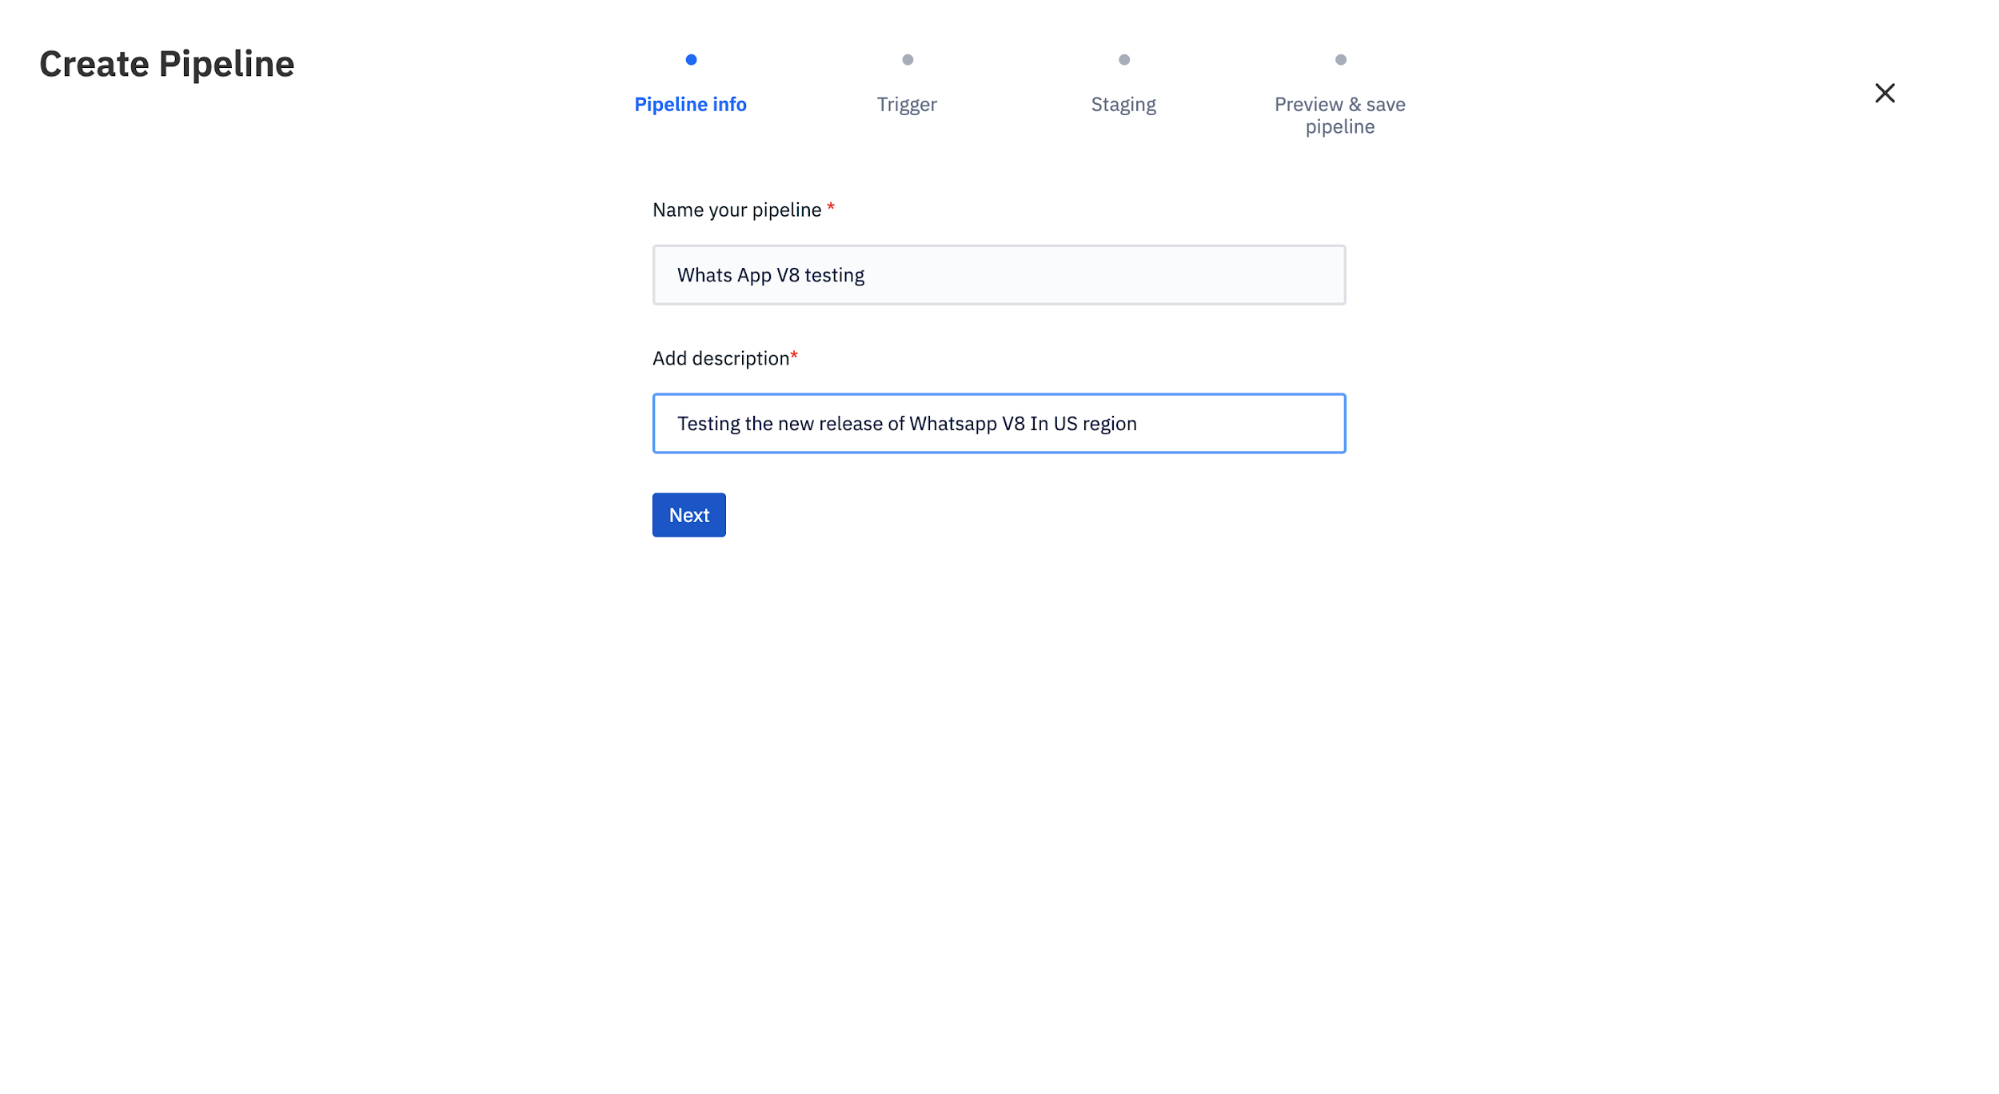 Create Pipeline
Pipeline info
Trigger
Staging
Preview & save
pipeline
Name your pipeline *
Whats App V8 testing
Add description*
Testing the new release of Whatsapp V8 In US region
Next